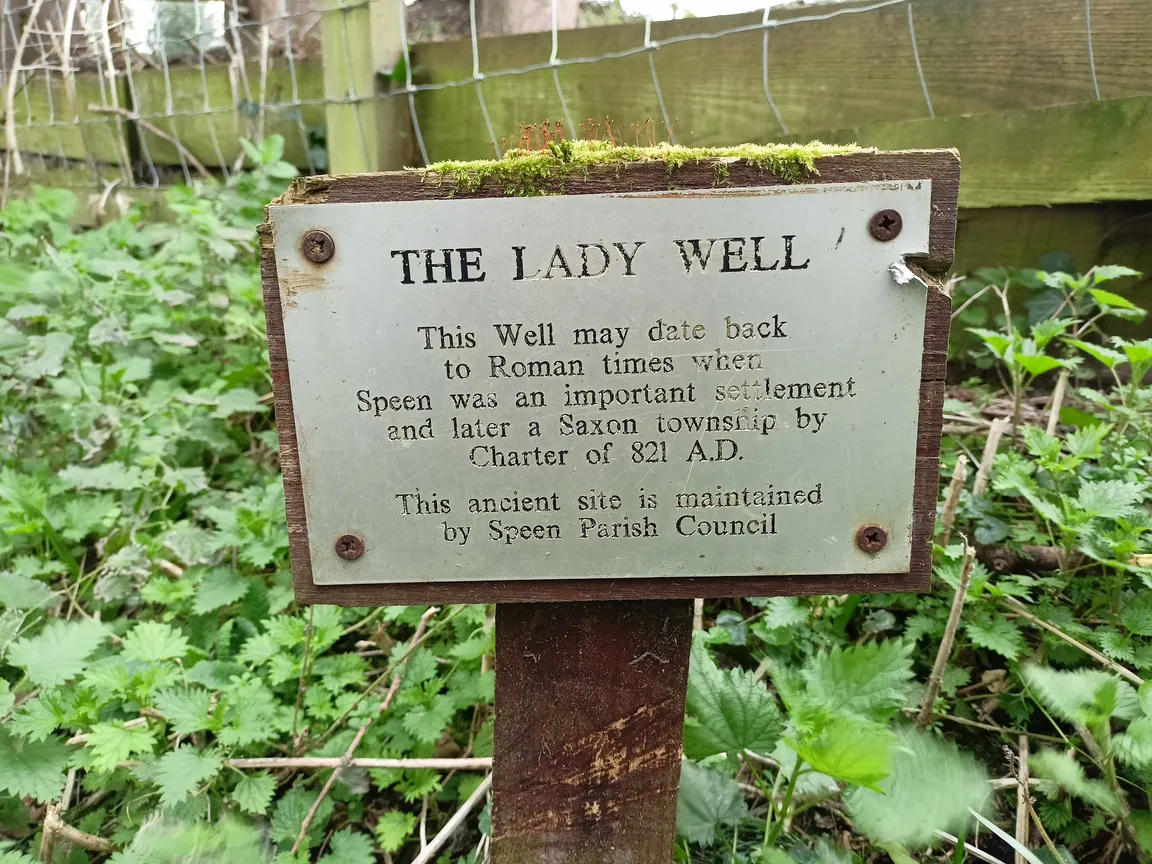 THE LADY WELL
This Well may date back
to Roman times when
Speen was an important settlement
and later a Saxon township by
Charter of 821 A.D.
This ancient site is maintained
by Speen Parish Council